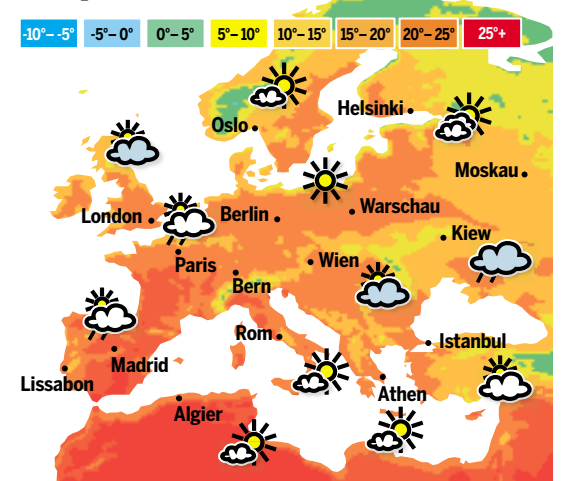 -10°– -5° -5°– 0° 0°– 5° 5°– 10° 10°– 15° 15°– 20° 20°– 25° 25°+
Helsinki
Oslo
Moskau
London Berlin Warschau
Kiew
Paris Wien
Bern
Rom Istanbul
Madrid
Lissabon Athen
Algier